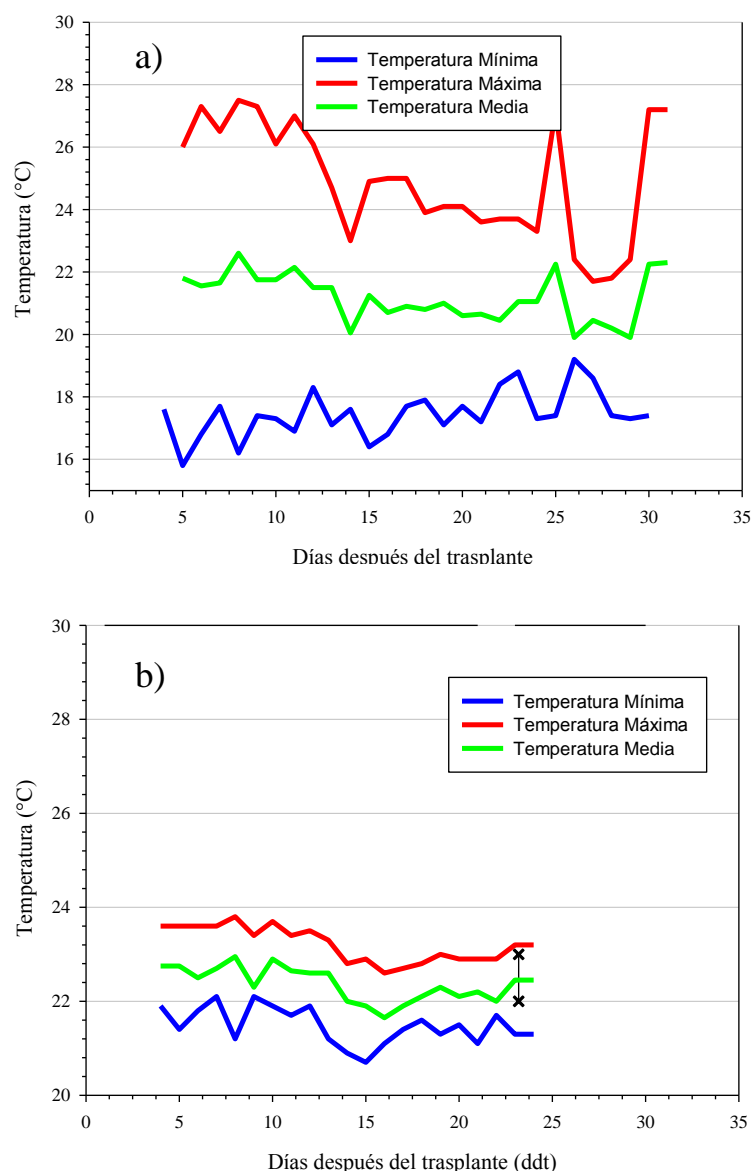 a)
Temperatura Mínima
Temperatura Máxima
Temperatura Media
Temperatura (°C)
30
28
26
24
22
20
18
16
0 5 10 15 20 25 30 35
Días después del trasplante
b)
Temperatura Mínima
Temperatura Máxima
Temperatura Media
Temperatura (°C)
30
28
26
24
22
20
0 5 10 15 20 25 30 35
Días después del trasplante (ddt)